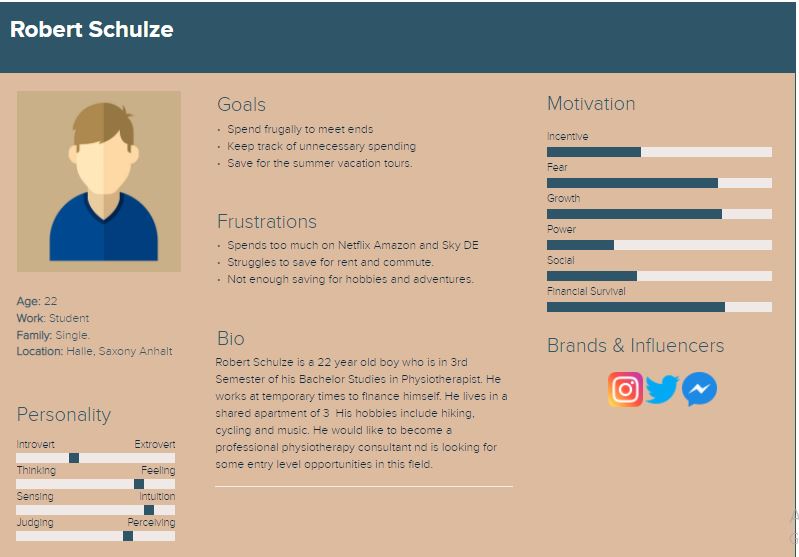 Robert Schulze
Age: 22
Work: Student
Family: Single.
Location: Halle, Saxony Anhalt
Personality
Introvert Extrovert
Thinking Feeling
Sensing Intuition
Judging Perceiving
Goals
• Spend frugally to meet ends
• Keep track of unnecessary spending
• Save for the summer vacation tours.
Frustrations
• Spends too much on Netflix Amazon and Sky DE
• Struggles to save for rent and commute.
• Not enough saving for hobbies and adventures.
Bio
Robert Schulze is a 22 year old boy who is in 3rd
Semester of his Bachelor Studies in Physiotherapist. He
works at temporary times to finance himself. He lives in a
shared apartment of 3 His hobbies include hiking,
cycling and music. He would like to become a
professional physiotherapy consultant nd is looking for
some entry level opportunities in this field.
Motivation
Incentive
Fear
Growth
Power
Social
Financial Survival
Brands & Influencers